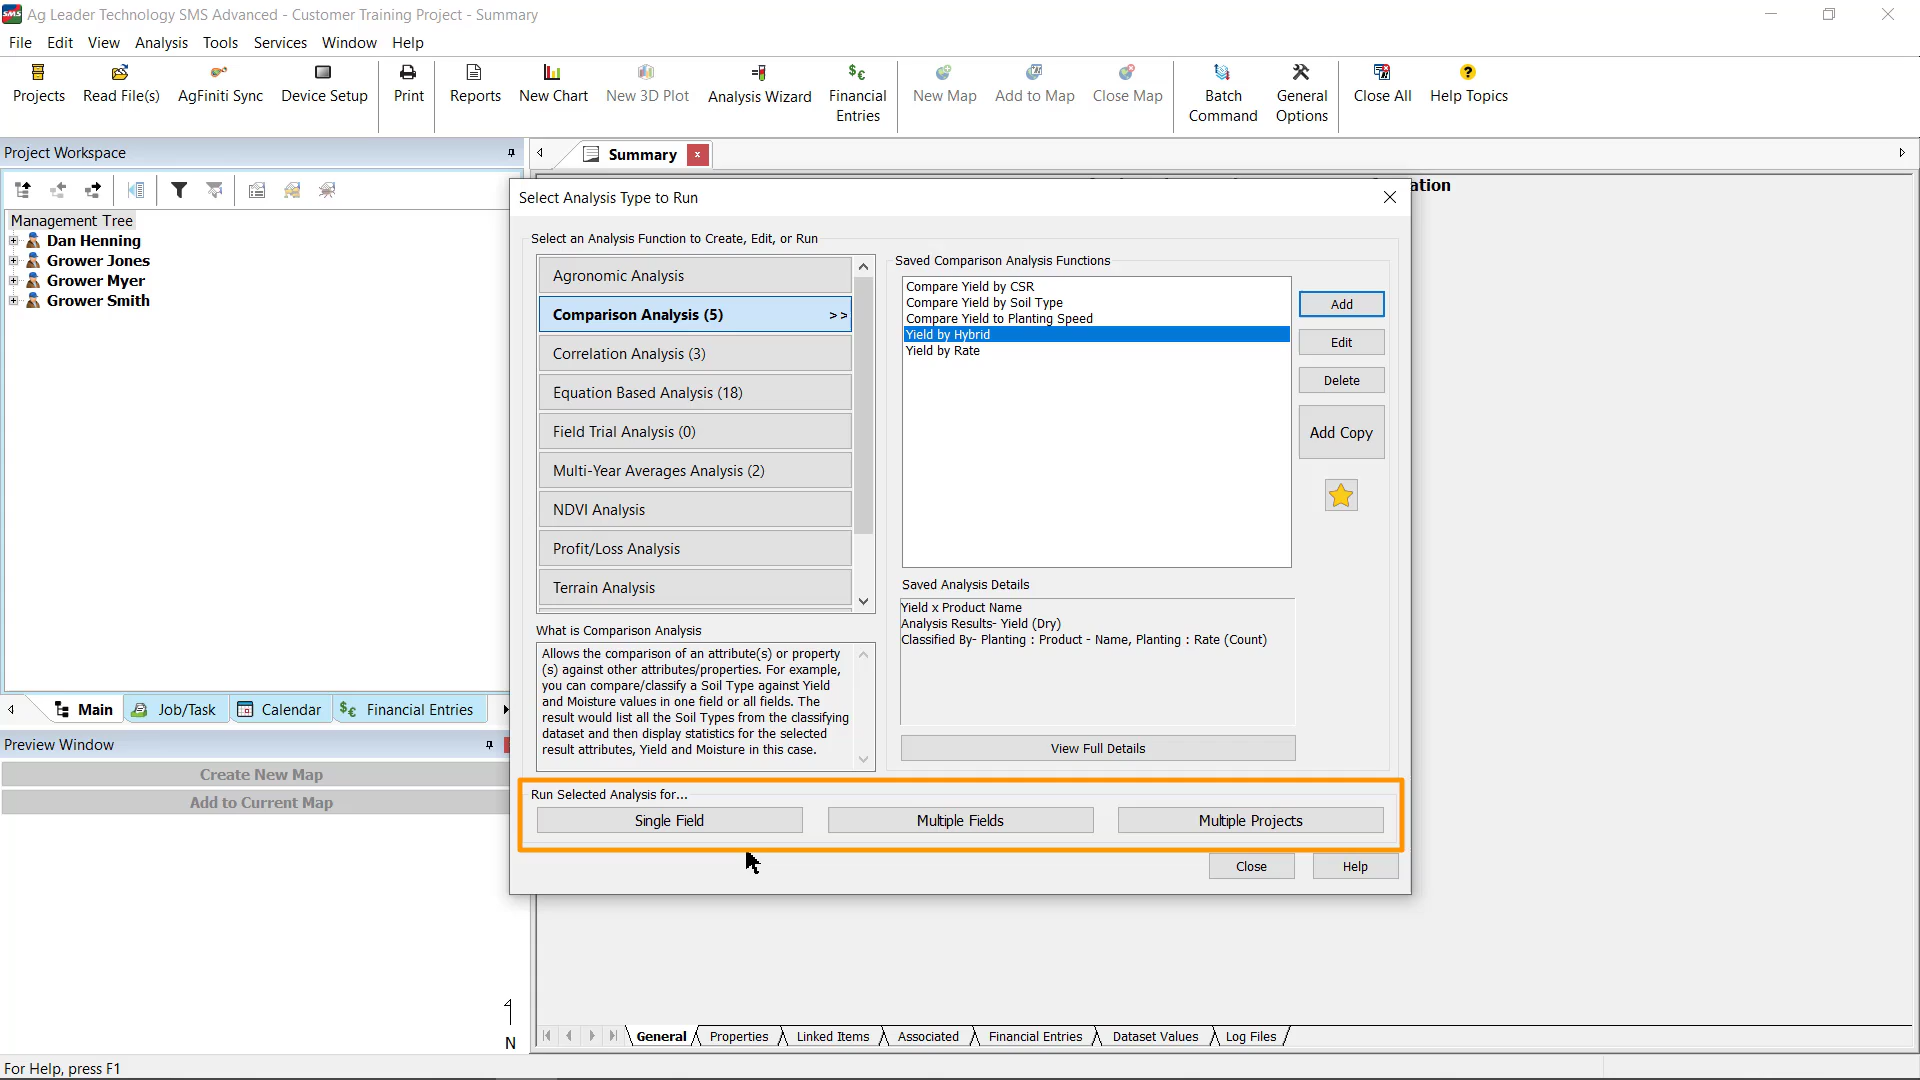 SMS Ag Leader Technology SMS Advanced - Customer Training Project - Summary
File Edit View Analysis Tools Services Window Help
Projects Read File(s) AgFiniti Sync Device Setup Print Reports New Chart New 3D Plot Analysis Wizard Financial Entries New Map Add to Map Close Map Batch Command General Options Close All Help Topics
Project Workspace
Summary
ation
Management Tree
Dan Henning
Grower Jones
Grower Myer
Grower Smith
Main Job/Task Calendar Financial Entries
Preview Window
Create New Map
Add to Current Map
N
Select Analysis Type to Run
Select an Analysis Function to Create, Edit, or Run
Agronomic Analysis
Comparison Analysis (5) >>
Correlation Analysis (3)
Equation Based Analysis (18)
Field Trial Analysis (0)
Multi-Year Averages Analysis (2)
NDVI Analysis
Profit/Loss Analysis
Terrain Analysis
What is Comparison Analysis
Allows the comparison of an attribute(s) or property
(s) against other attributes/properties. For example,
you can compare/classify a Soil Type against Yield
and Moisture values in one field or all fields. The
result would list all the Soil Types from the classifying
dataset and then display statistics for the selected
result attributes, Yield and Moisture in this case.
Saved Comparison Analysis Functions
Compare Yield by CSR
Compare Yield by Soil Type
Compare Yield to Planting Speed
Yield by Hybrid
Yield by Rate
Add
Edit
Delete
Add Copy
Saved Analysis Details
Yield x Product Name
Analysis Results- Yield (Dry)
Classified By- Planting : Product - Name, Planting : Rate (Count)
View Full Details
Run Selected Analysis for...
Single Field Multiple Fields Multiple Projects
Close Help
General Properties Linked Items Associated Financial Entries Dataset Values Log Files
For Help, press F1